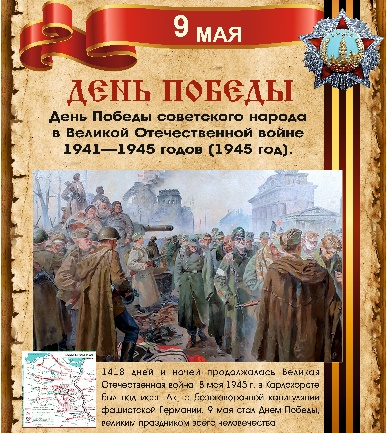 9 МАЯ
ДЕНЬ ПОБЕДЫ
День Победы советского народа
в Великой Отечественной войне
1941—1945 годов (1945 год).
1418 дней и ночей продолжалась Великая
Отечественная война. 8 мая 1945 г. в Карлсхорсте
был подписан Акт о безоговорочной капитуляции
фашистской Германии. 9 мая стал Днем Победы,
великим праздником всего человечества